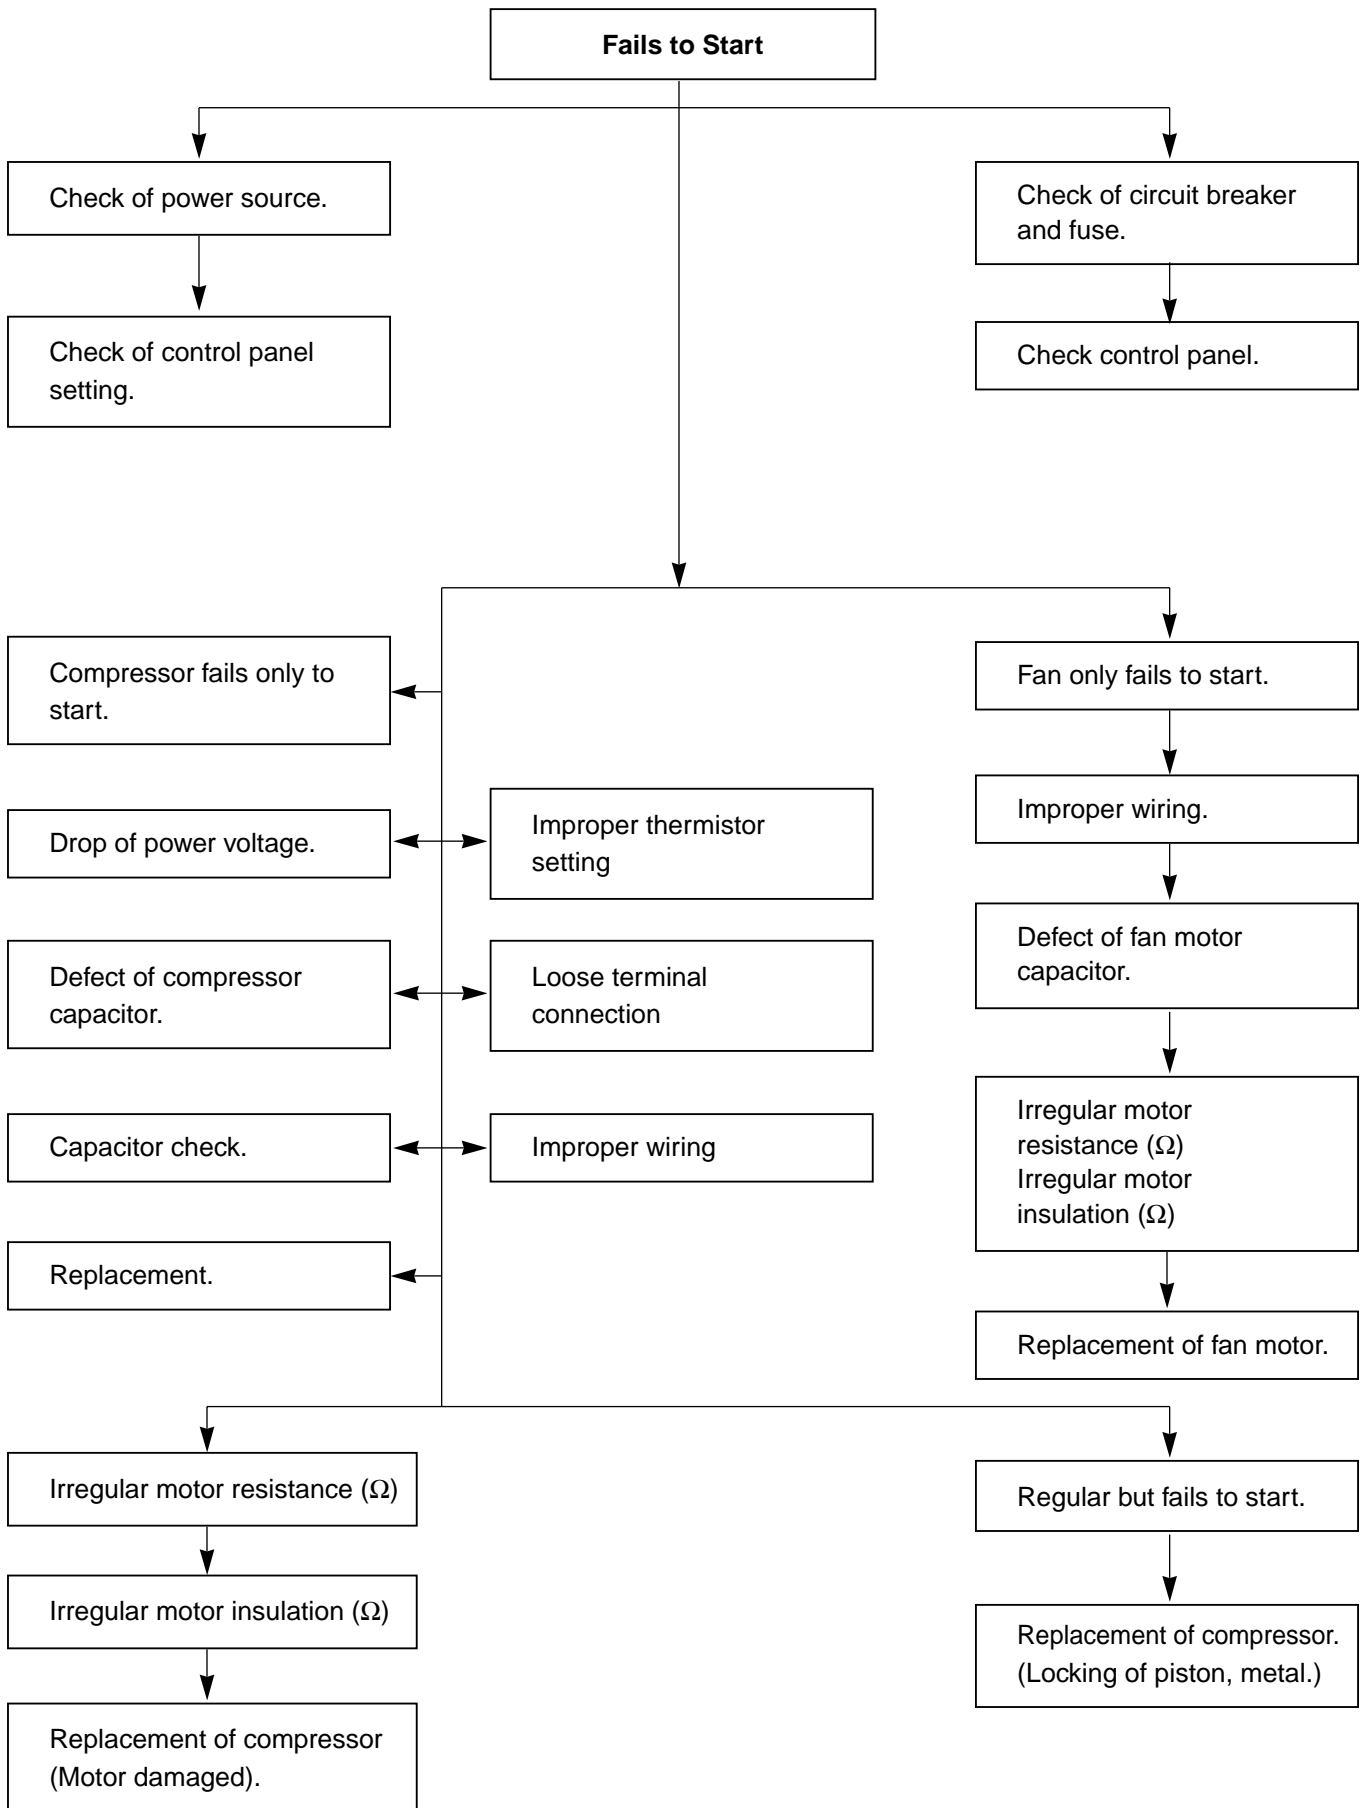 Fails to Start
Check of power source.
Check of circuit breaker
and fuse.
Check of control panel
setting.
Check control panel.
Compressor fails only to
start.
Fan only fails to start.
Drop of power voltage.
Improper thermistor
setting
Improper wiring.
Defect of compressor
capacitor.
Loose terminal
connection
Defect of fan motor
capacitor.
Capacitor check.
Improper wiring
Irregular motor
resistance (Ω)
Irregular motor
insulation (Ω)
Replacement.
Replacement of fan motor.
Irregular motor resistance (Ω)
Regular but fails to start.
Irregular motor insulation (Ω)
Replacement of compressor.
(Locking of piston, metal.)
Replacement of compressor
(Motor damaged).